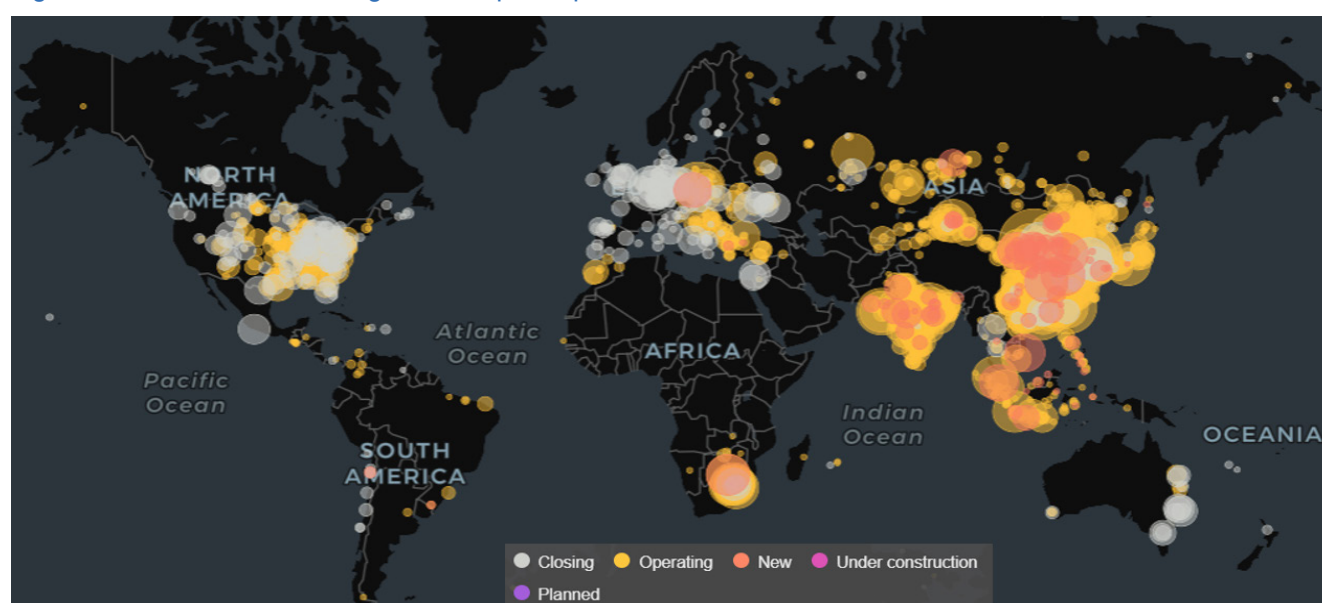 NORTH
AMERICA
ASIA
Atlantic
Ocean
AFRICA
Pacific
Ocean
Indian
Ocean
OCEANIA
SOUTH
AMERICA
Closing Operating New Under construction
Planned